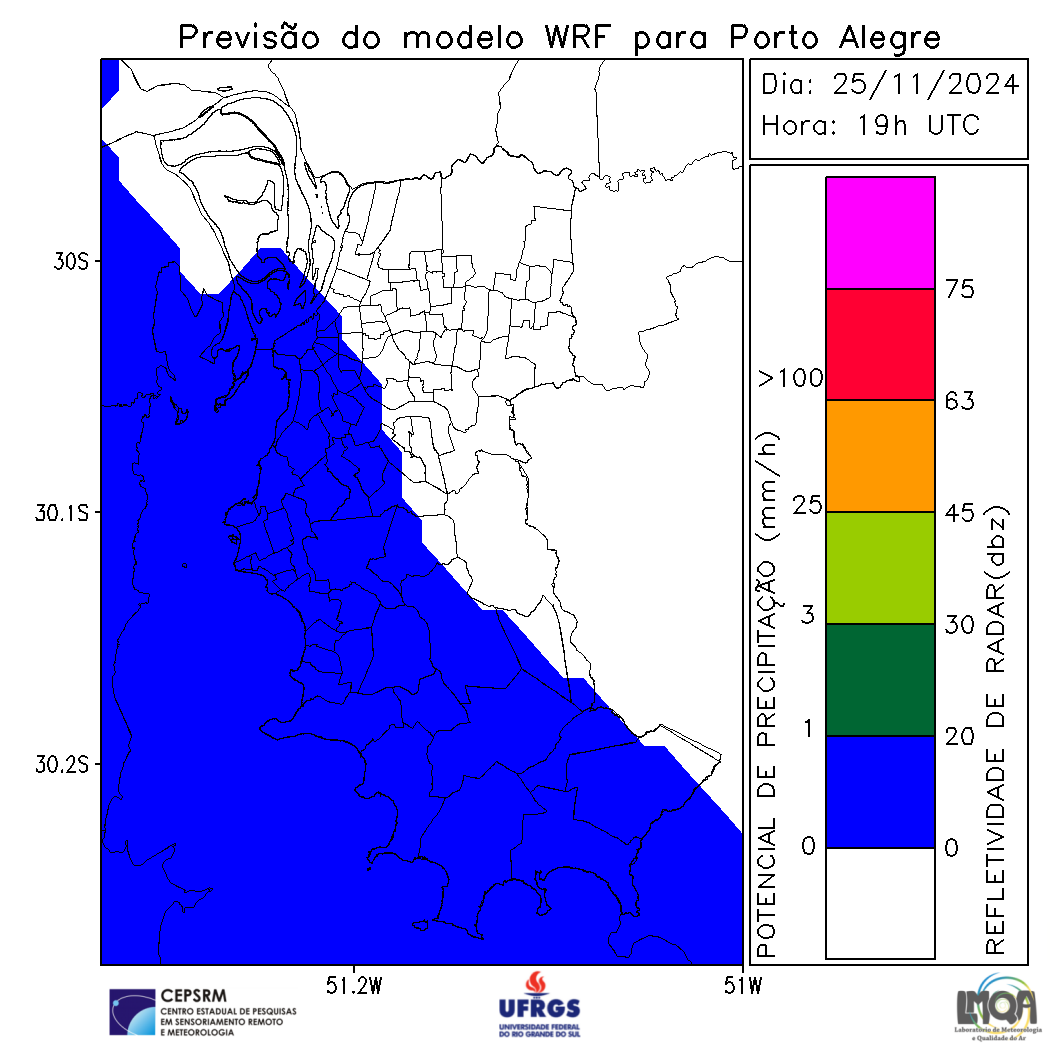 Previsão do modelo WRF para Porto Alegre
Dia: 25/11/2024
Hora: 19h UTC
30S
30.1S
30.2S
51.2W
51W
POTENCIAL DE PRECIPITAÇÃO (mm/h)
>100
25
3
1
0
75
63
45
30
20
0
REFLETIVIDADE DE RADAR(dbz)
CEPSRM
CENTRO ESTADUAL DE PESQUISAS
EM SENSORIAMENTO REMOTO
E METEOROLOGIA
UFRGS
UNIVERSIDADE FEDERAL
DO RIO GRANDE DO SUL
LMQA
Laboratório de Meteorologia
e Qualidade do Ar